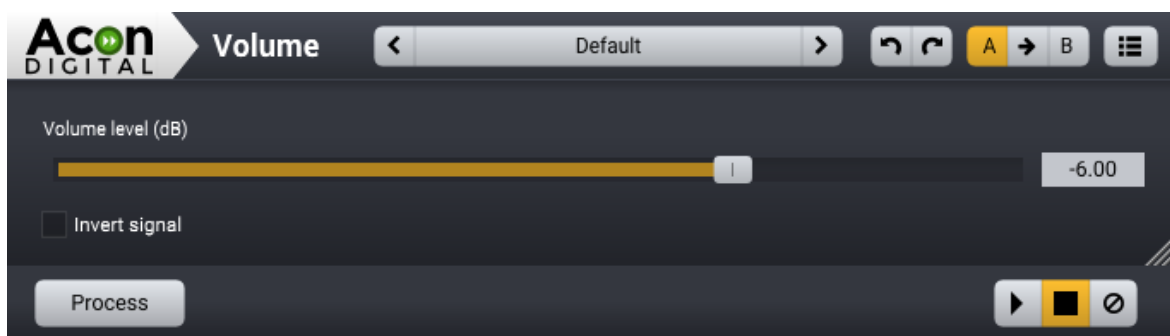 Acon
DIGITAL
Volume
Default
A
B
Volume level (dB)
-6.00
Invert signal
Process